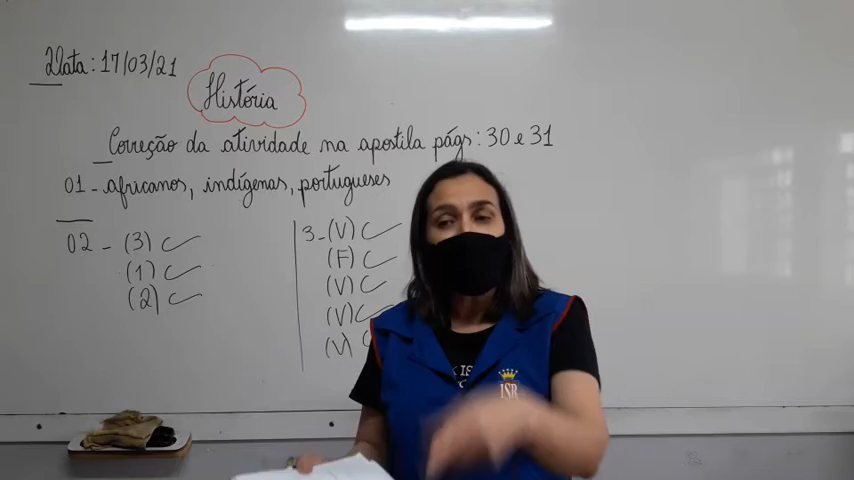 Data: 17/03/21
História
Correção da atividade na apostila págs: 30 e 31
01 - africanos, indígenas, portugueses
02 - (3) ✓
(1) ✓
(2) ✓
3 - (V) ✓
(F) ✓
(V) ✓
(V) ✓
(V)
ISR